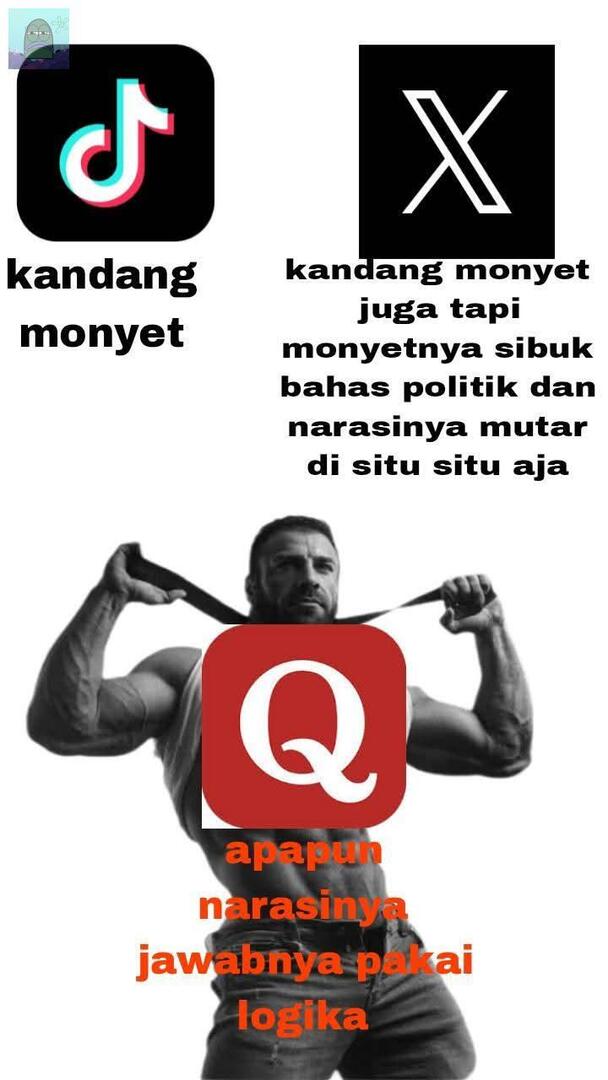 kandang
monyet
kandang monyet
juga tapi
monyetnya sibuk
bahas politik dan
narasinya mutar
di situ situ aja
Q
apapun
narasinya
jawabnya pakai
logika